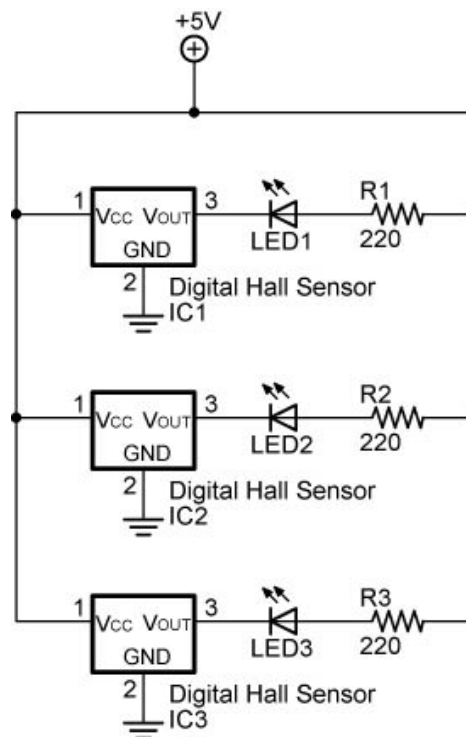 +5V
1 VCC VOUT 3
GND
2
LED1
R1
220
Digital Hall Sensor
IC1
1 VCC VOUT 3
GND
2
LED2
R2
220
Digital Hall Sensor
IC2
1 VCC VOUT 3
GND
2
LED3
R3
220
Digital Hall Sensor
IC3